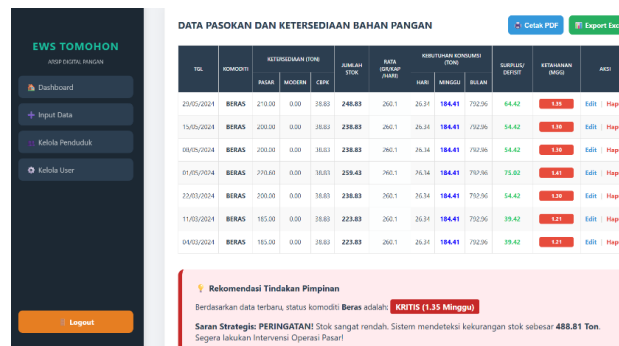 EWS TOMOHON
ARSIP DIGITAL PANGAN
Dashboard
Input Data
Kelola Penduduk
Kelola User
Logout
DATA PASOKAN DAN KETERSEDIAAN BAHAN PANGAN
Cetak PDF
Export Exc
TGL KOMODITI KETERSEDIAAN (TON) JUMLAH STOK RATA (GR/KAP /HARI) KEBUTUHAN KONSUMSI (TON) SURPLUS/ DEFISIT KETAHANAN (MGG) AKSI
PASAR MODERN CBPK HARI MINGGU BULAN
29/05/2024 BERAS 210.00 0.00 38.83 248.83 260.1 26.34 184.41 792.96 64.42 1.35 Edit | Hap
15/05/2024 BERAS 200.00 0.00 38.83 238.83 260.1 26.34 184.41 792.96 54.42 1.30 Edit | Hap
08/05/2024 BERAS 200.00 0.00 38.83 238.83 260.1 26.34 184.41 792.96 54.42 1.30 Edit | Hap
01/05/2024 BERAS 220.60 0.00 38.83 259.43 260.1 26.34 184.41 792.96 75.02 1.41 Edit | Hap
22/03/2024 BERAS 200.00 0.00 38.83 238.83 260.1 26.34 184.41 792.96 54.42 1.30 Edit | Hap
11/03/2024 BERAS 185.00 0.00 38.83 223.83 260.1 26.34 184.41 792.96 39.42 1.21 Edit | Hap
04/03/2024 BERAS 185.00 0.00 38.83 223.83 260.1 26.34 184.41 792.96 39.42 1.21 Edit | Hap
Rekomendasi Tindakan Pimpinan
Berdasarkan data terbaru, status komoditi Beras adalah: KRITIS (1.35 Minggu)
Saran Strategis: PERINGATAN! Stok sangat rendah. Sistem mendeteksi kekurangan stok sebesar 488.81 Ton.
Segera lakukan Intervensi Operasi Pasar!